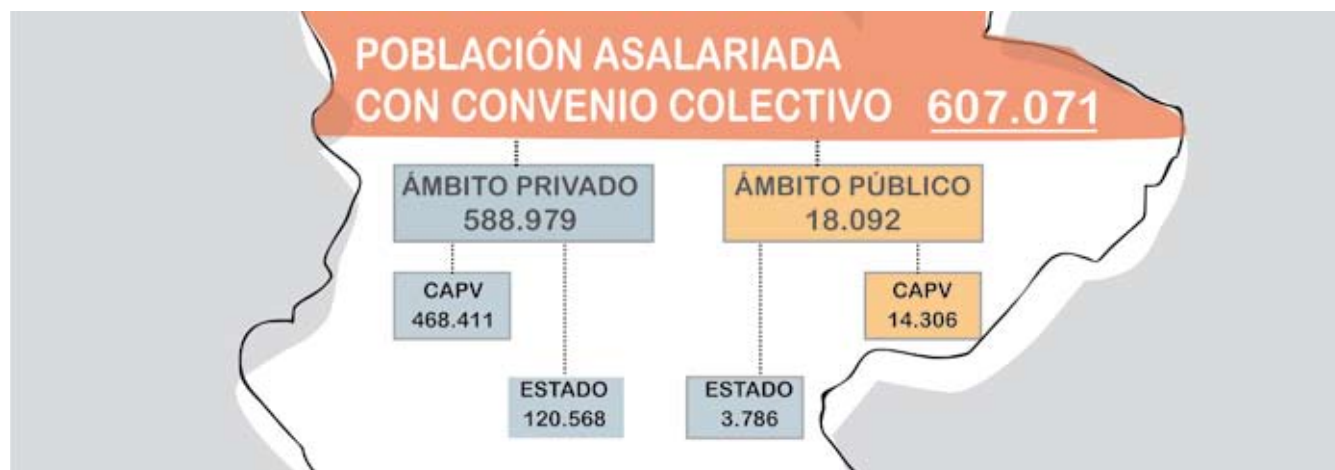 POBLACIÓN ASALARIADA
CON CONVENIO COLECTIVO 607.071
ÁMBITO PRIVADO
588.979
ÁMBITO PÚBLICO
18.092
CAPV
468.411
CAPV
14.306
ESTADO
120.568
ESTADO
3.786